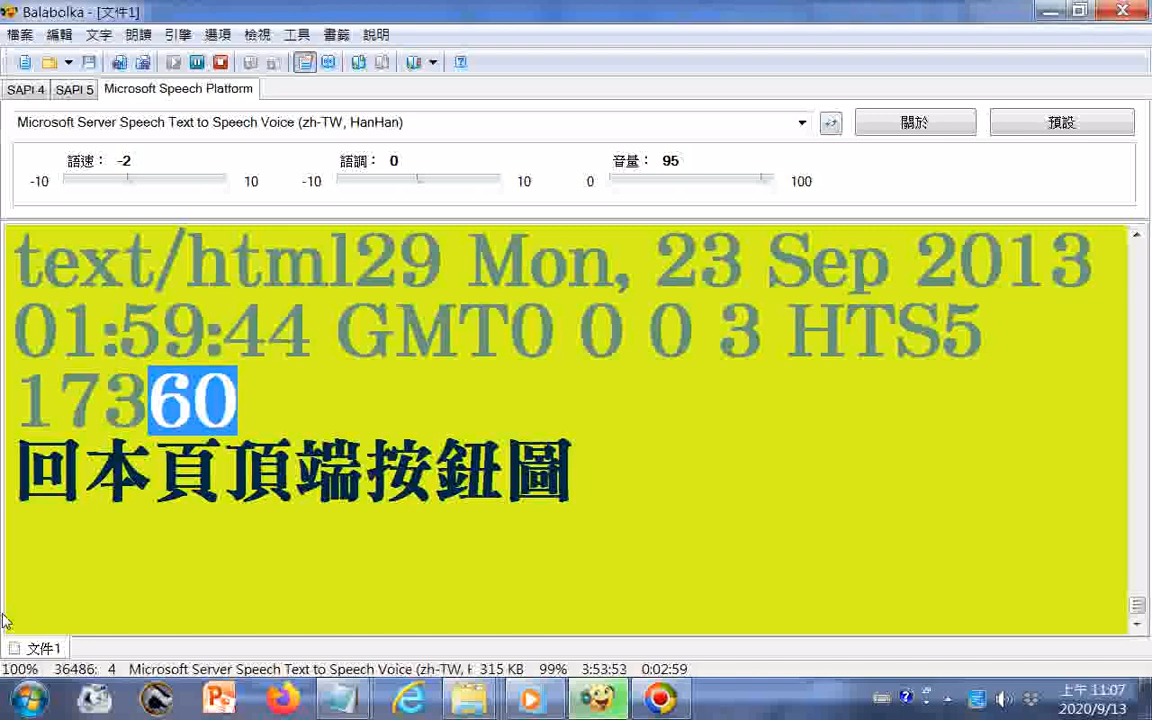 Balabolka - [文件1]
檔案 編輯 文字 朗讀 引擎 選項 檢視 工具 書籤 說明
SAPI 4 SAPI 5 Microsoft Speech Platform
Microsoft Server Speech Text to Speech Voice (zh-TW, HanHan) 關於 預設
語速： -2 語調： 0 音量： 95
-10 10 -10 10 0 100
text/html29 Mon, 23 Sep 2013
01:59:44 GMT0 0 0 3 HTS5
17360
回本頁頂端按鈕圖
文件1
100% 36486: 4 Microsoft Server Speech Text to Speech Voice (zh-TW, 315 KB 99% 3:53:53 0:02:59
上午 11:07
2020/9/13